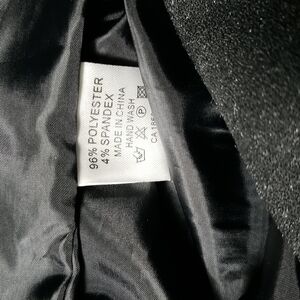 96% POLYESTER
4% SPANDEX
MADE IN CHINA
HAND WASH